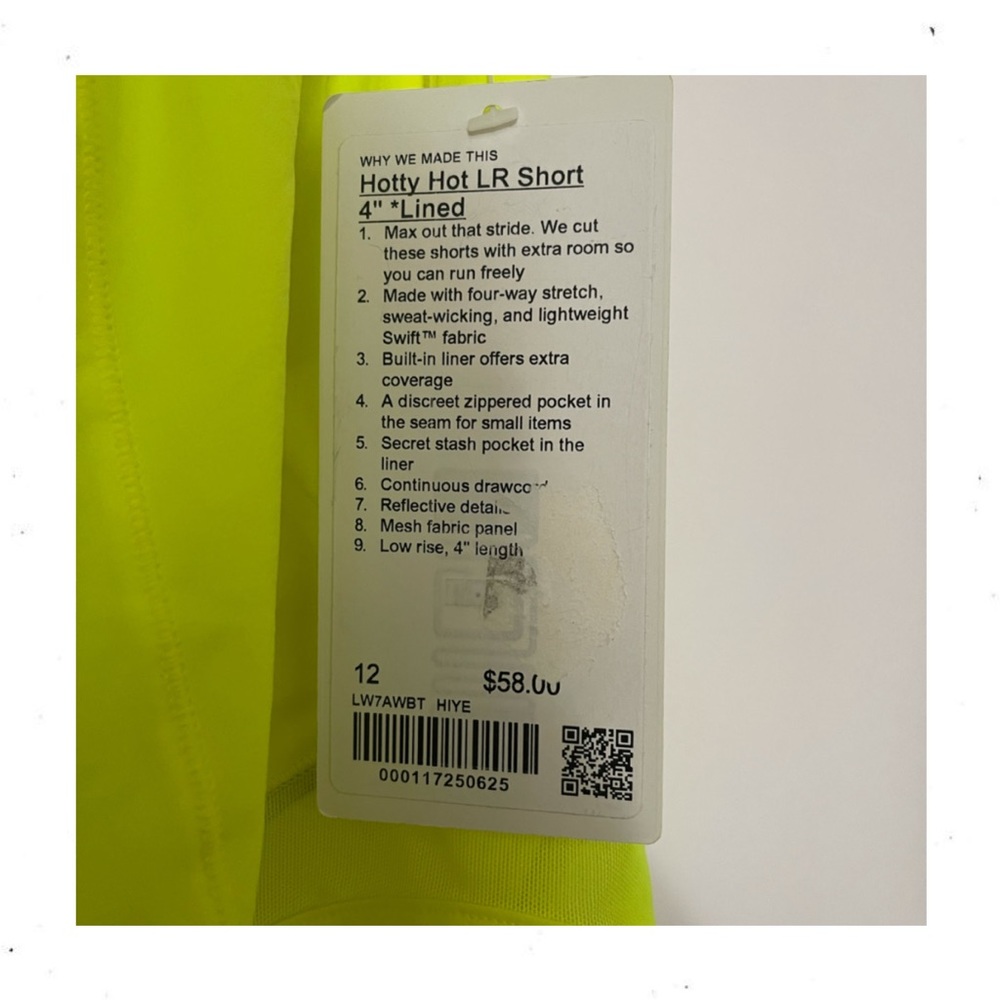 WHY WE MADE THIS
Hotty Hot LR Short
4" *Lined
1. Max out that stride. We cut
these shorts with extra room so
you can run freely
2. Made with four-way stretch,
sweat-wicking, and lightweight
Swift™ fabric
3. Built-in liner offers extra
coverage
4. A discreet zippered pocket in
the seam for small items
5. Secret stash pocket in the
liner
6. Continuous drawcord
7. Reflective details
8. Mesh fabric panel
9. Low rise, 4" length
12 $58.00
LW7AWBT HIYE
000117250625